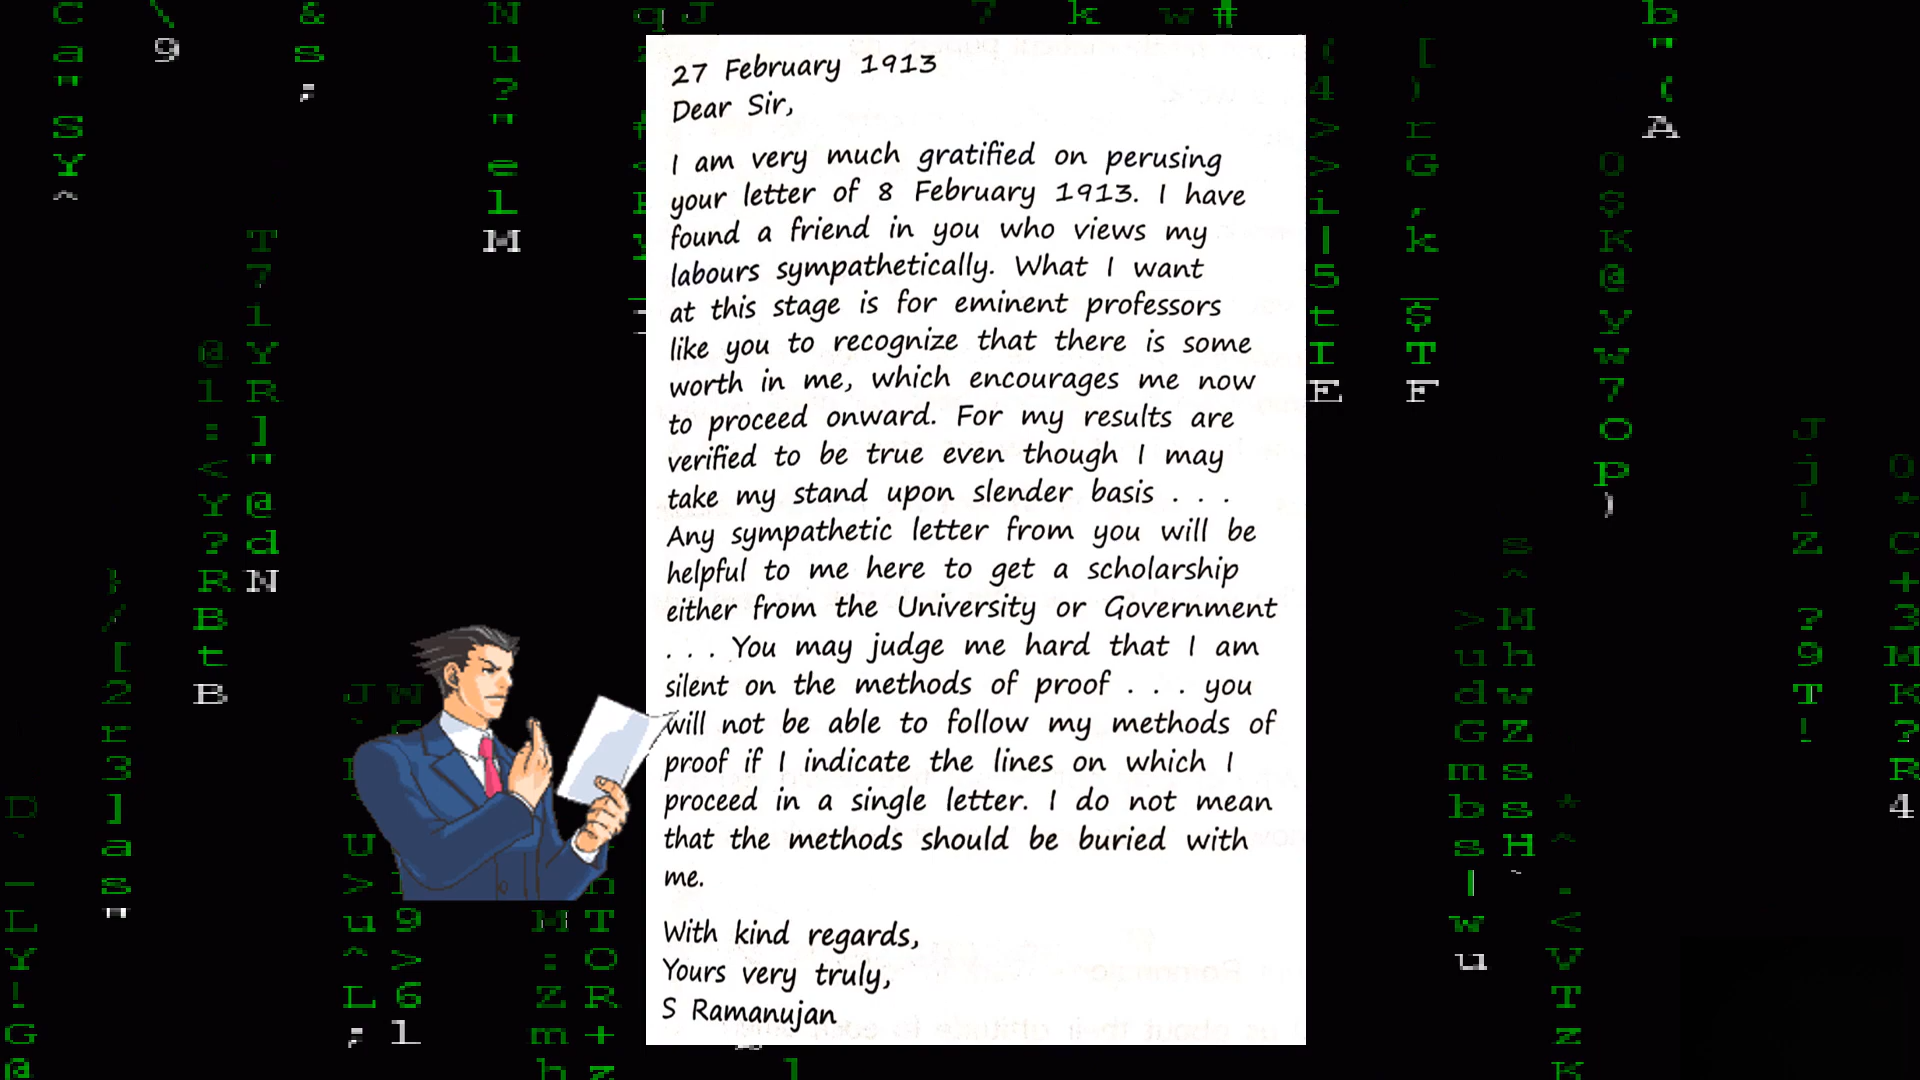 27 February 1913
Dear Sir,
I am very much gratified on perusing
your letter of 8 February 1913. I have
found a friend in you who views my
labours sympathetically. What I want
at this stage is for eminent professors
like you to recognize that there is some
worth in me, which encourages me now
to proceed onward. For my results are
verified to be true even though I may
take my stand upon slender basis . . .
Any sympathetic letter from you will be
helpful to me here to get a scholarship
either from the University or Government
. . . You may judge me hard that I am
silent on the methods of proof . . . you
will not be able to follow my methods of
proof if I indicate the lines on which I
proceed in a single letter. I do not mean
that the methods should be buried with
me.
With kind regards,
Yours very truly,
S Ramanujan